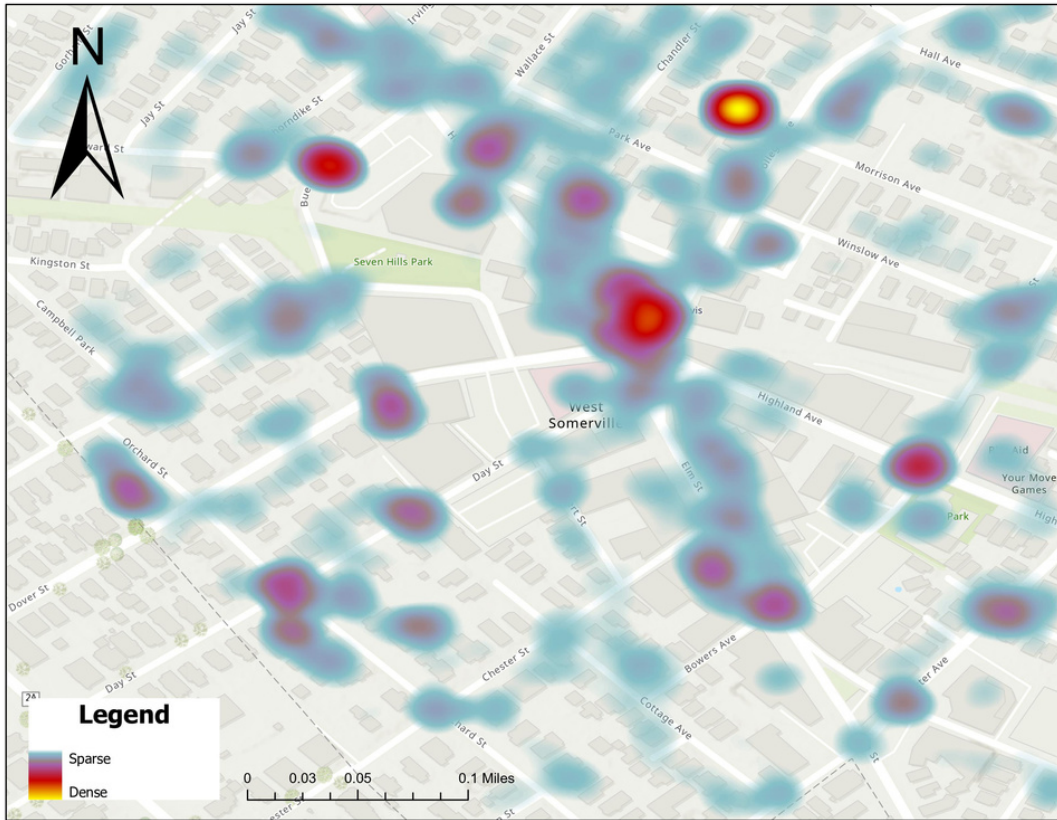 N
Jay St
Wallace St
Chandler St
Hall Ave
Jay St
Park Ave
Morrison Ave
Winslow Ave
Kingston St
Seven Hills Park
Campbell Park
West
Somerville
Highland Ave
Orchard St
Day St
Elm St
Your Move
Games
Park
Dover St
Day St
Chester St
Bowers Ave
Cottage Ave
2A
Legend
Sparse
Dense
0 0.03 0.05 0.1 Miles